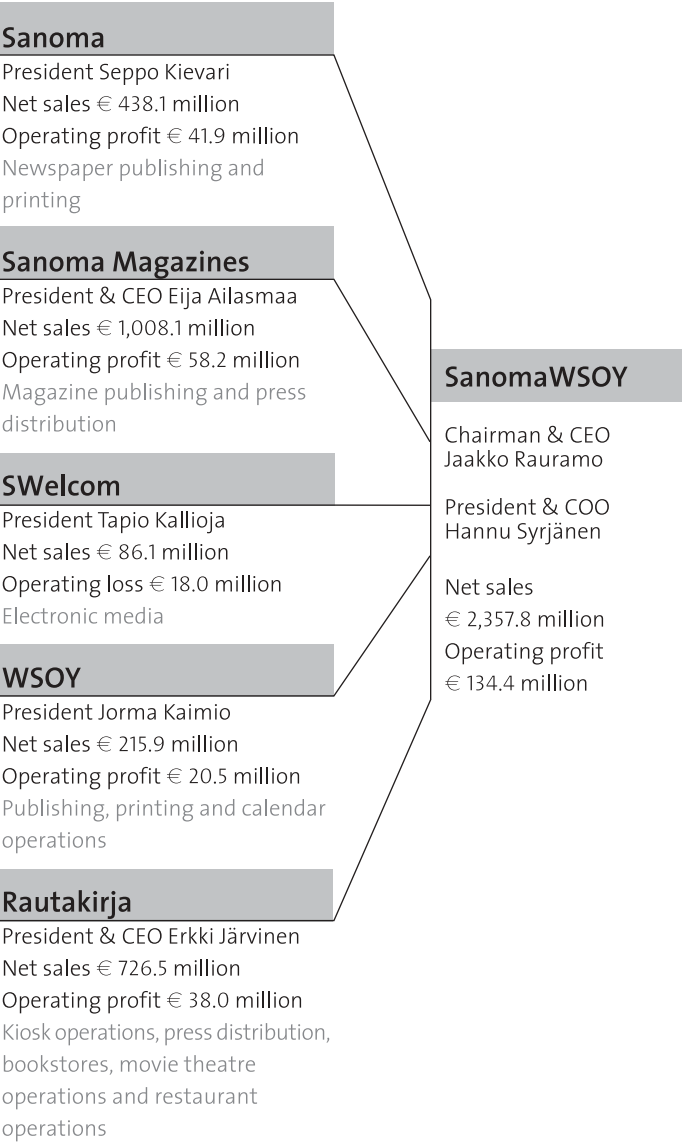 Sanoma
President Seppo Kievari
Net sales € 438.1 million
Operating profit € 41.9 million
Newspaper publishing and
printing
Sanoma Magazines
President & CEO Eija Ailasmaa
Net sales € 1,008.1 million
Operating profit € 58.2 million
Magazine publishing and press
distribution
SWelcom
President Tapio Kallioja
Net sales € 86.1 million
Operating loss € 18.0 million
Electronic media
WSOY
President Jorma Kaimio
Net sales € 215.9 million
Operating profit € 20.5 million
Publishing, printing and calendar
operations
Rautakirja
President & CEO Erkki Järvinen
Net sales € 726.5 million
Operating profit € 38.0 million
Kiosk operations, press distribution,
bookstores, movie theatre
operations and restaurant
operations
SanomaWSOY
Chairman & CEO
Jaakko Rauramo
President & COO
Hannu Syrjänen
Net sales
€ 2,357.8 million
Operating profit
€ 134.4 million